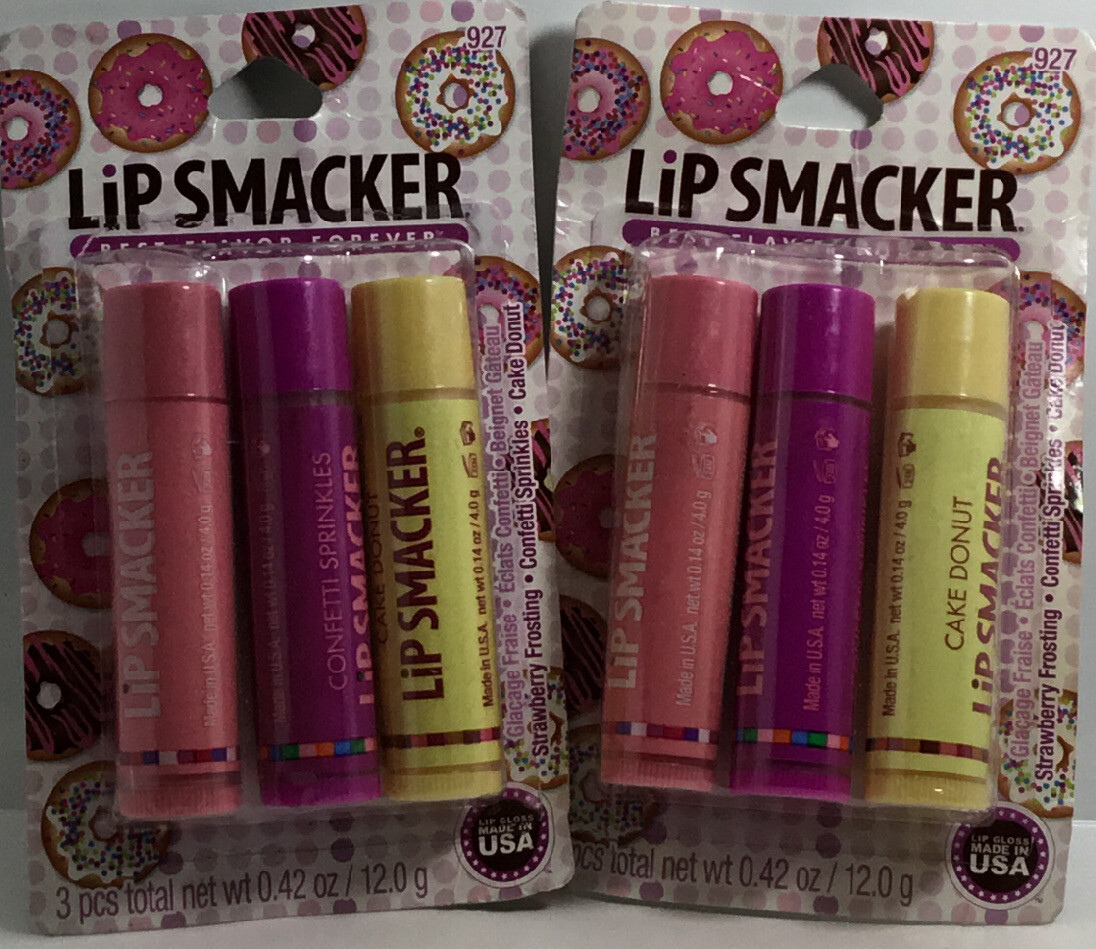 927
LiP SMACKER
BEST FLAVOR FOREVER
LiP SMACKER
Made in U.S.A. net wt 0.14 oz / 4.0 g
CONFETTI SPRINKLES
LiP SMACKER
CAKE DONUT
LiP SMACKER®
Made in U.S.A. net wt 0.14 oz / 4.0 g
Glaçage Fraise • Éclats Confetti • Beignet Gâteau
Strawberry Frosting • Confetti Sprinkles • Cake Donut
LIP GLOSS
MADE IN
USA
3 pcs total net wt 0.42 oz / 12.0 g
927
LiP SMACKER
LiP SMACKER
Made in U.S.A. net wt 0.14 oz / 4.0 g
LiP SMACKER
Made in U.S.A. net wt 0.14 oz / 4.0 g
Made in U.S.A. net wt 0.14 oz / 4.0 g
CAKE DONUT
LiP SMACKER
Glaçage Fraise • Éclats Confetti • Beignet Gâteau
Strawberry Frosting • Confetti Sprinkles • Cake Donut
LIP GLOSS
MADE IN
USA
pcs total net wt 0.42 oz / 12.0 g